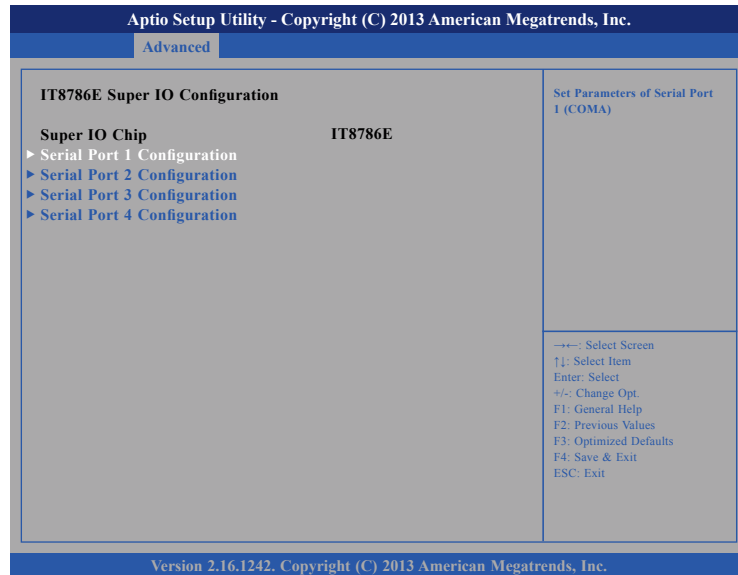 Aptio Setup Utility - Copyright (C) 2013 American Megatrends, Inc.
Advanced
IT8786E Super IO Configuration
Super IO Chip IT8786E
▶ Serial Port 1 Configuration
▶ Serial Port 2 Configuration
▶ Serial Port 3 Configuration
▶ Serial Port 4 Configuration
Set Parameters of Serial Port
1 (COMA)
→←: Select Screen
↑↓: Select Item
Enter: Select
+/-: Change Opt.
F1: General Help
F2: Previous Values
F3: Optimized Defaults
F4: Save & Exit
ESC: Exit
Version 2.16.1242. Copyright (C) 2013 American Megatrends, Inc.